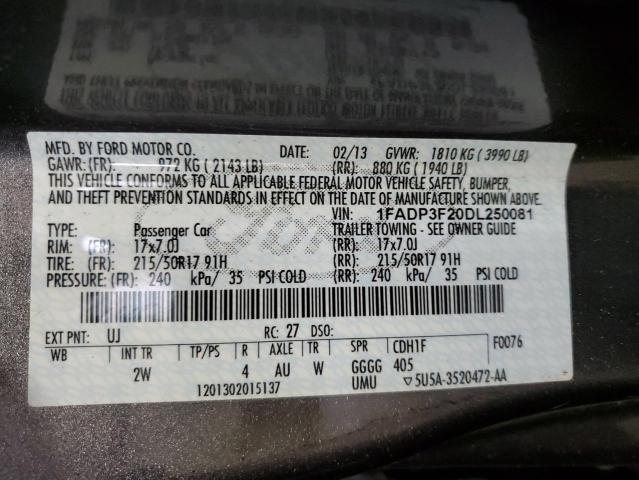 MFD. BY FORD MOTOR CO. DATE: 02/13 GVWR: 1810 KG ( 3990 LB)
GAWR: (FR): 972 KG ( 2143 LB) (RR): 880 KG ( 1940 LB)
THIS VEHICLE CONFORMS TO ALL APPLICABLE FEDERAL MOTOR VEHICLE SAFETY, BUMPER,
AND THEFT PREVENTION STANDARDS IN EFFECT ON THE DATE OF MANUFACTURE SHOWN ABOVE.
VIN: 1FADP3F20DL250081
TYPE: Passenger Car TRAILER TOWING - SEE OWNER GUIDE
RIM: (FR): 17x7.0J (RR): 17x7.0J
TIRE: (FR): 215/50R17 91H (RR): 215/50R17 91H
PRESSURE: (FR): 240 kPa/ 35 PSI COLD (RR): 240 kPa/ 35 PSI COLD
EXT PNT: UJ RC: 27 DSO: F0076
WB INT TR TP/PS R AXLE TR SPR CDH1F
2W 4 AU W GGGG 405
1201302015137 UMU ▽5U5A-3520472-AA